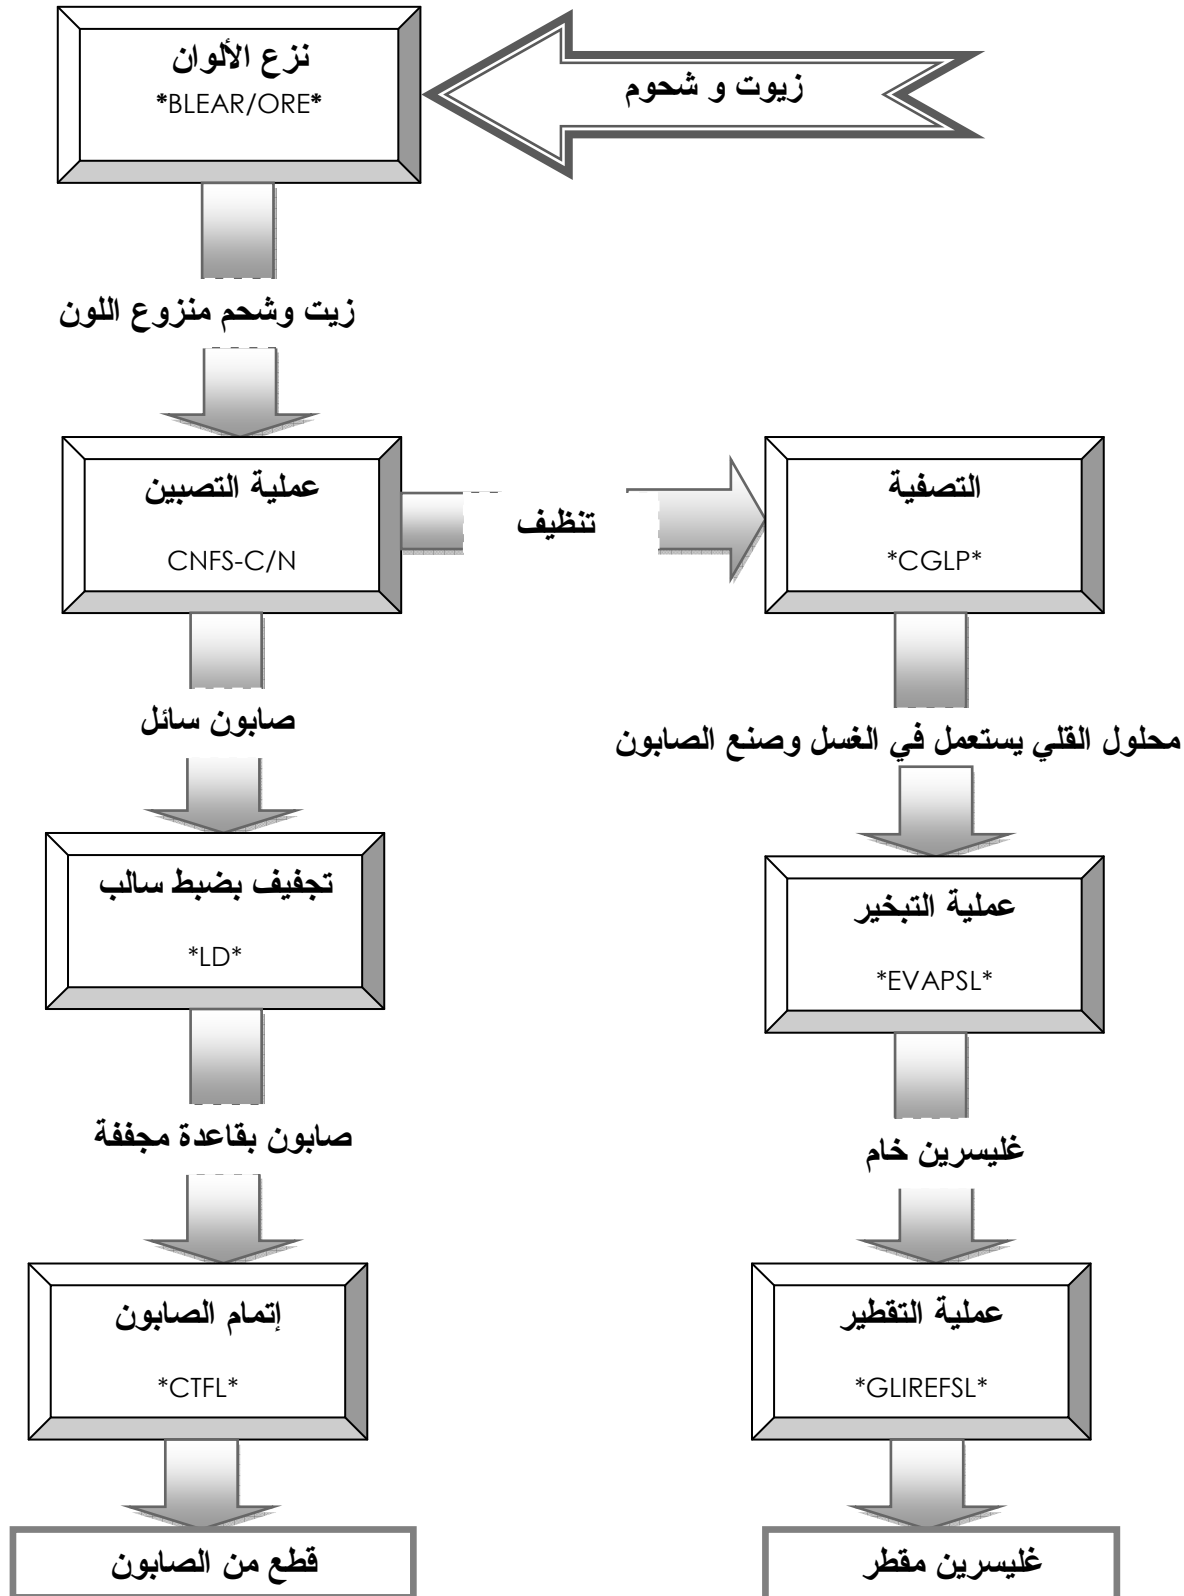 نزع الألوان
*BLEAR/ORE*
زيوت و شحوم
زيت وشحم منزوع اللون
عملية التصبين
CNFS-C/N
تنظيف
التصفية
*CGLP*
صابون سائل
محلول القلي يستعمل في الغسل وصنع الصابون
تجفيف بضبط سالب
*LD*
عملية التبخير
*EVAPSL*
صابون بقاعدة مجففة
غليسرين خام
إتمام الصابون
*CTFL*
عملية التقطير
*GLIREFSL*
قطع من الصابون
غليسرين مقطر